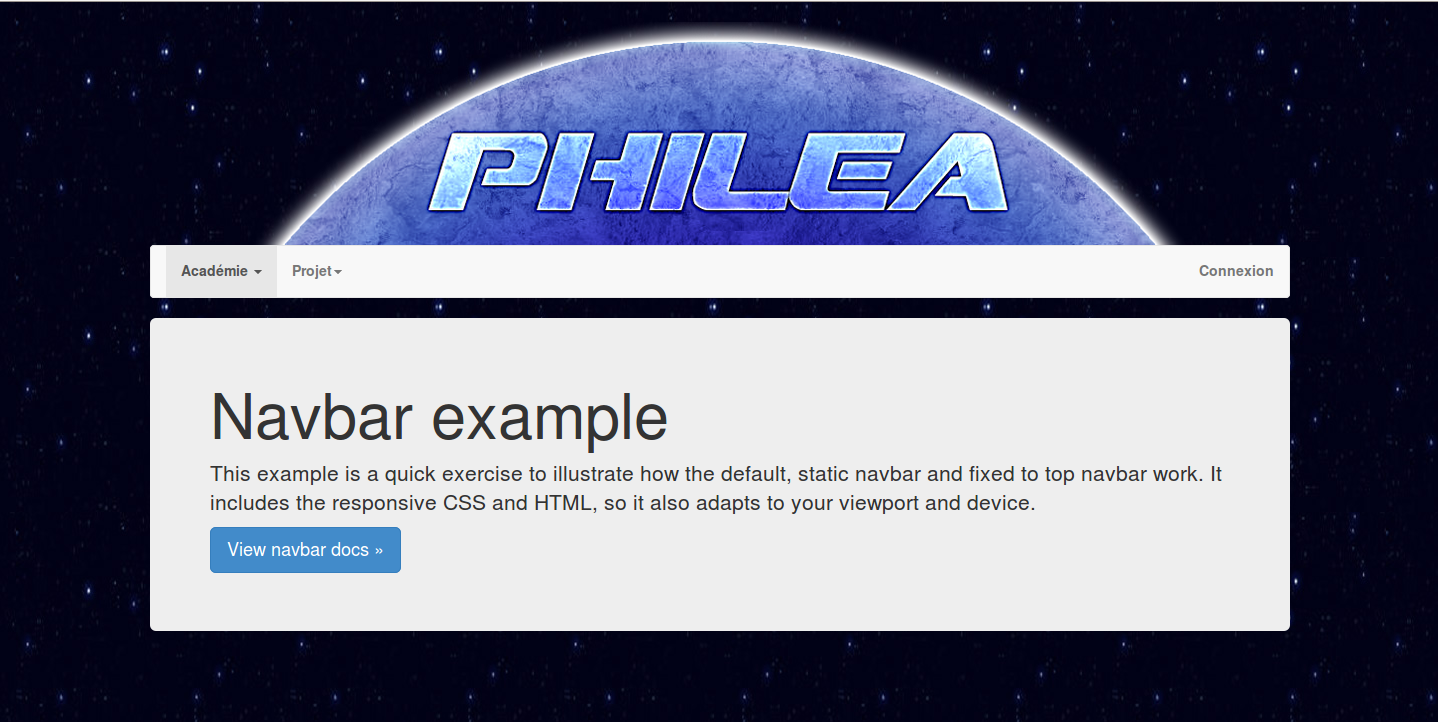 PHILEA
Académie Projet Connexion
Navbar example
This example is a quick exercise to illustrate how the default, static navbar and fixed to top navbar work. It
includes the responsive CSS and HTML, so it also adapts to your viewport and device.
View navbar docs »